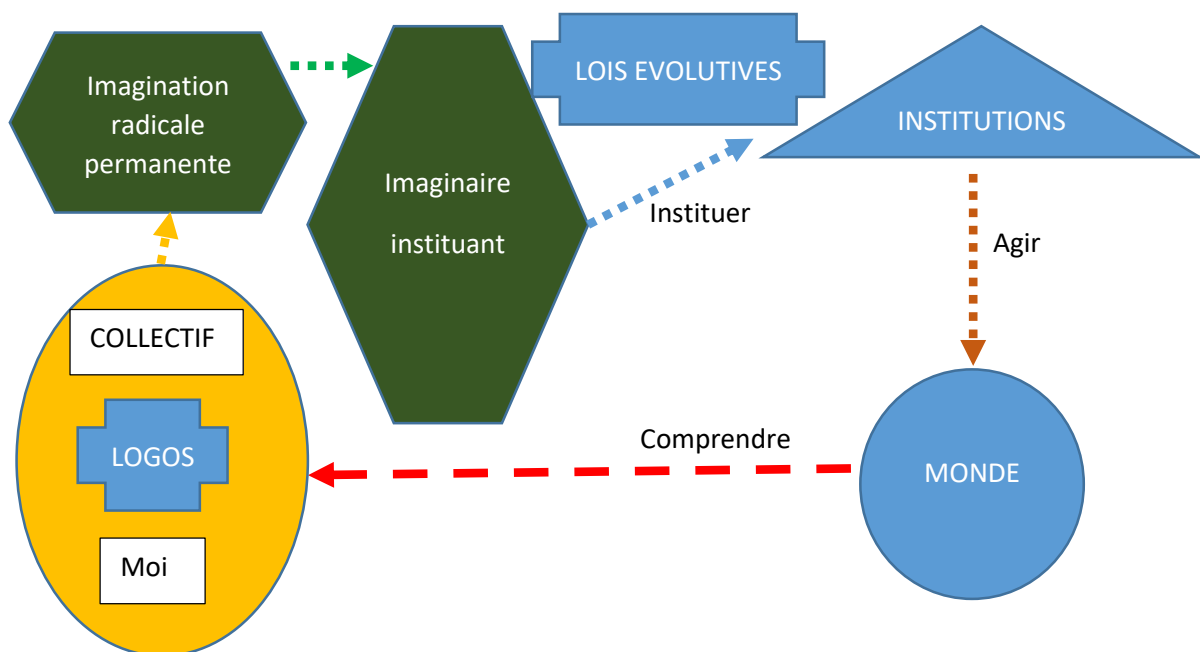 Imagination
radicale
permanente
Imaginaire
instituant
LOIS EVOLUTIVES
INSTITUTIONS
Instituer
Agir
COLLECTIF
LOGOS
Moi
Comprendre
MONDE